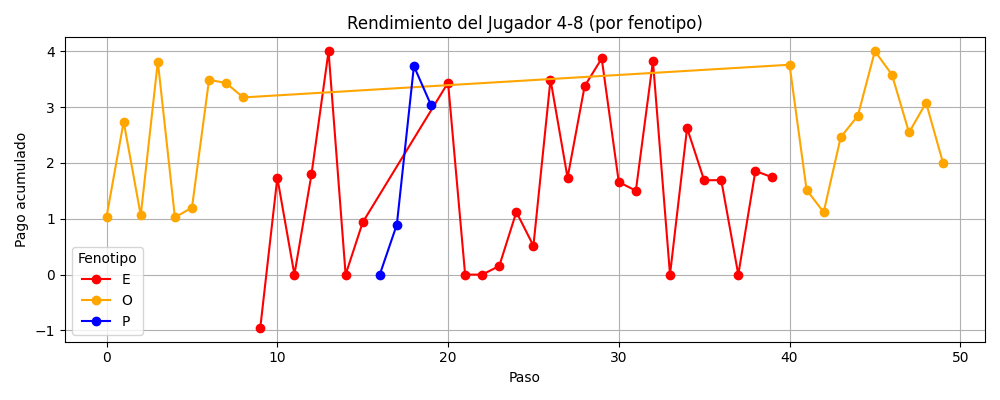 Rendimiento del Jugador 4-8 (por fenotipo)
Pago acumulado
4
3
2
1
0
−1
Fenotipo
E
O
P
0
10
20
30
40
50
Paso